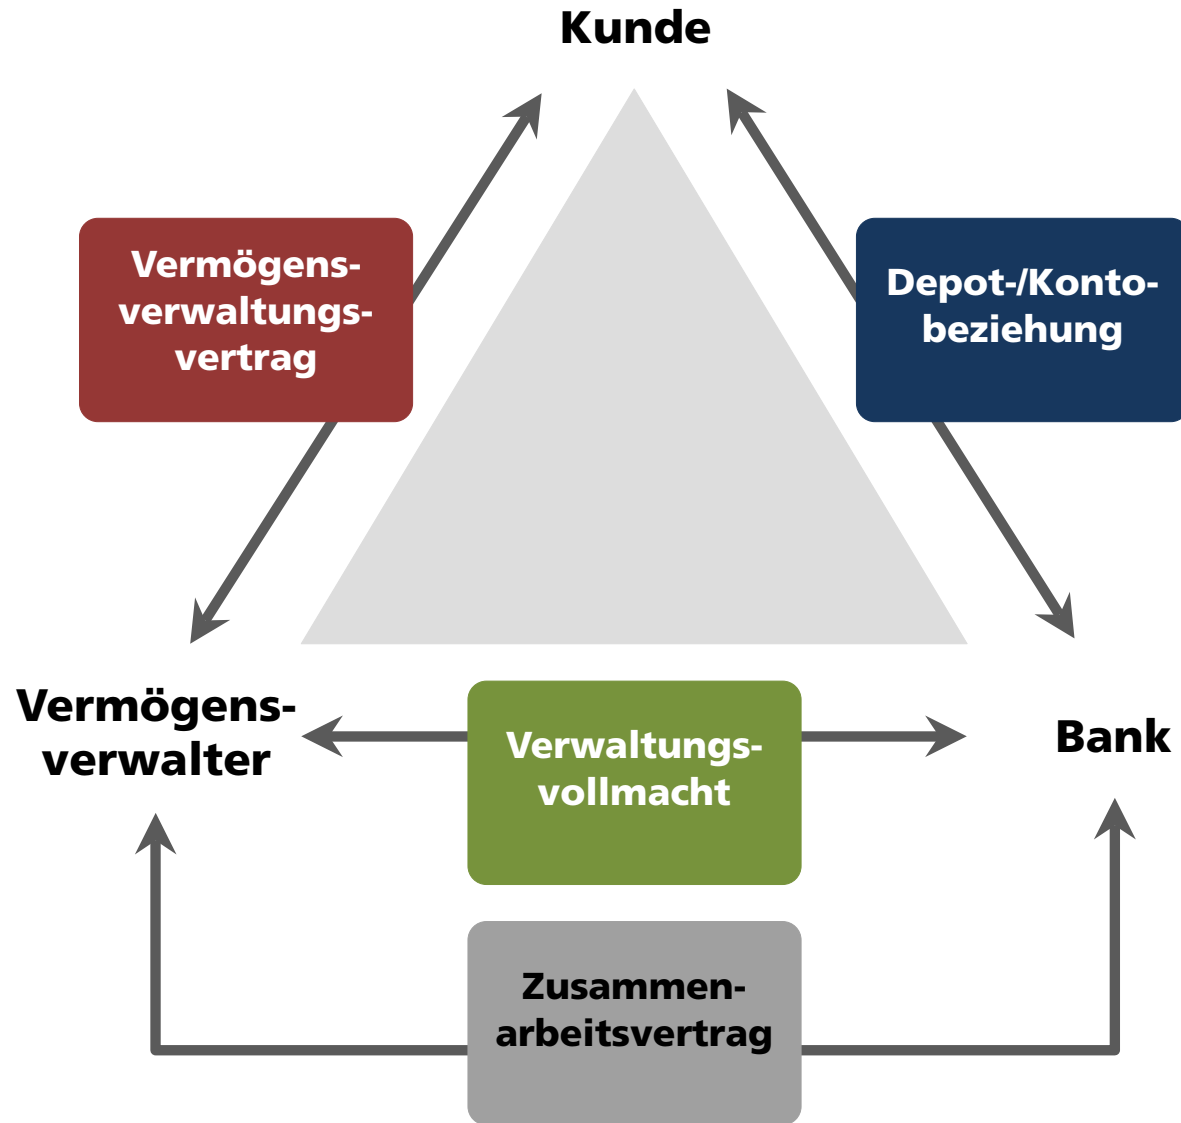 Kunde
Vermögens-
verwaltungs-
vertrag
Depot-/Konto-
beziehung
Vermögens-
verwalter
Verwaltungs-
vollmacht
Bank
Zusammen-
arbeitsvertrag